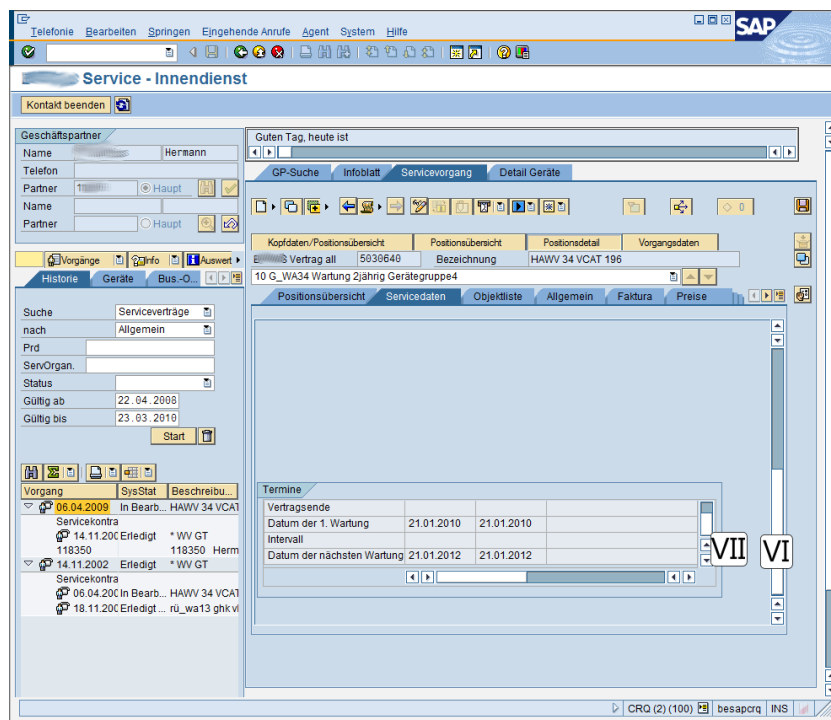 Telefonie Bearbeiten Springen Eingehende Anrufe Agent System Hilfe
SAP
Service - Innendienst
Kontakt beenden
Geschäftspartner
Name Hermann
Telefon
Partner Haupt
Name
Partner Haupt
Vorgänge Info Auswert
Historie Geräte Bus.-O...
Suche Serviceverträge
nach Allgemein
Prd
ServOrgan.
Status
Gültig ab 22.04.2008
Gültig bis 23.03.2010
Start
Vorgang SysStat Beschreibu...
06.04.2009 In Bearb... HAWV 34 VCAT
Servicekontra
14.11.200 Erledigt * WV GT
118350 118350 Herm
14.11.2002 Erledigt * WV GT
Servicekontra
06.04.200 In Bearb... HAWV 34 VCAT
18.11.200 Erledigt ... rü_wa13 ghk vl
Guten Tag, heute ist
GP-Suche Infoblatt Servicevorgang Detail Geräte
0
Kopfdaten/Positionsübersicht Positionsübersicht Positionsdetail Vorgangsdaten
Vertrag all 5030640 Bezeichnung HAWV 34 VCAT 196
10 G_WA34 Wartung 2jährig Gerätegruppe4
Positionsübersicht Servicedaten Objektliste Allgemein Faktura Preise
Termine
Vertragsende
Datum der 1. Wartung 21.01.2010 21.01.2010
Intervall
Datum der nächsten Wartung 21.01.2012 21.01.2012
VII VI
CRQ (2) (100) besapcrq INS